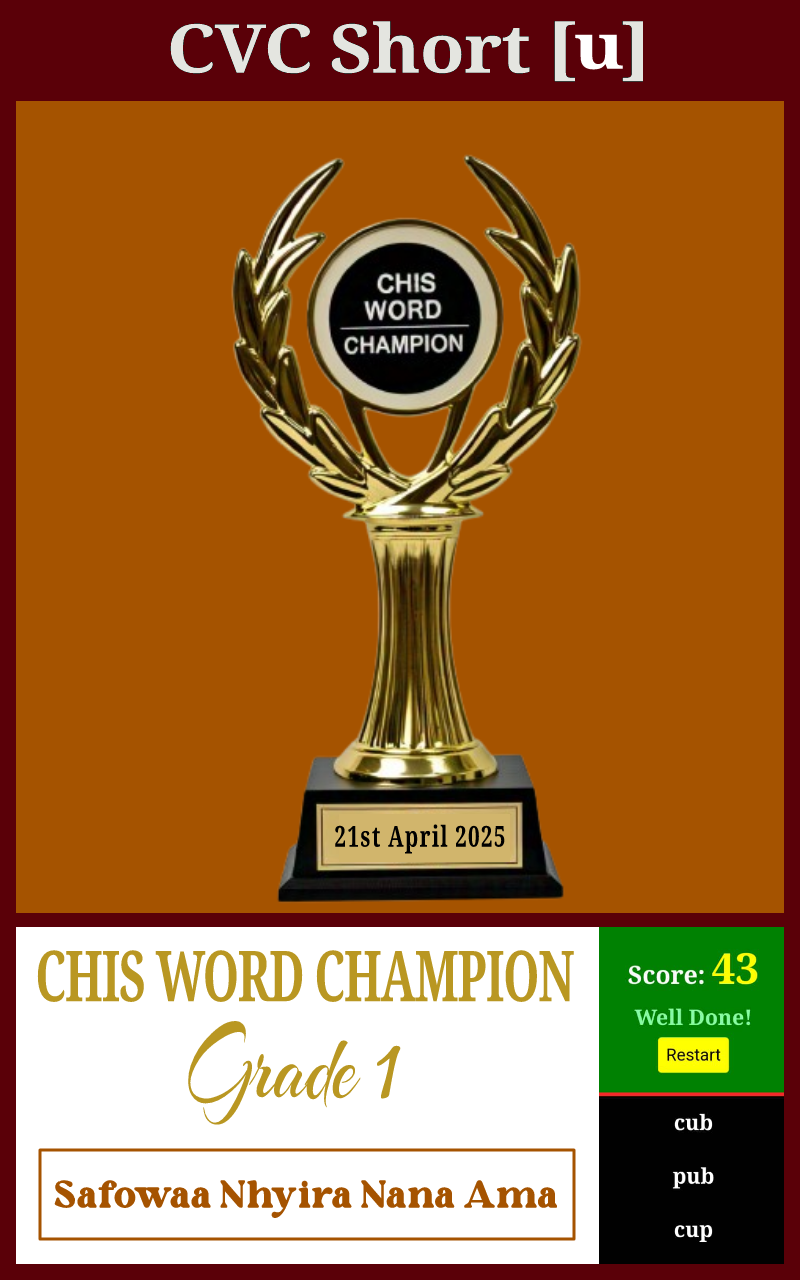 CVC Short [u]
CHIS
WORD
CHAMPION
21st April 2025
CHIS WORD CHAMPION
Grade 1
Safowaa Nhyira Nana Ama
Score: 43
Well Done!
Restart
cub
pub
cup